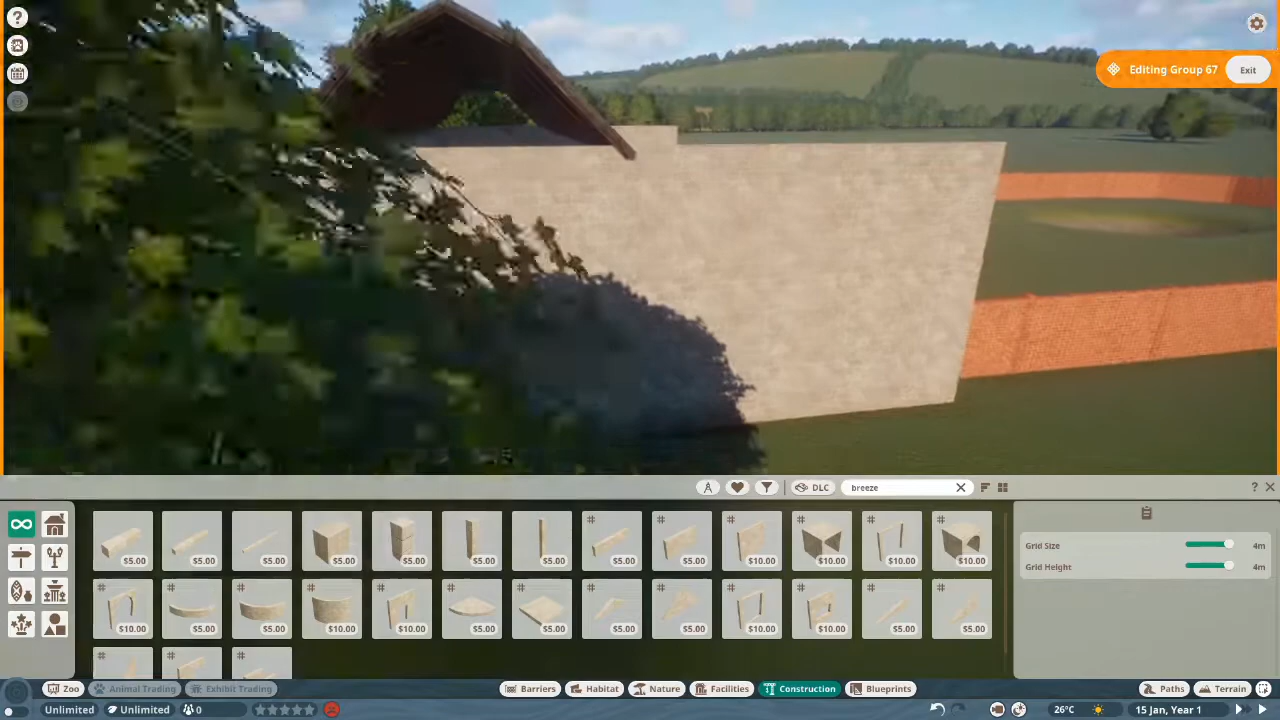 ?
Editing Group 67
Exit
DLC
breeze
?
$5.00
$5.00
$5.00
$5.00
$5.00
$5.00
$5.00
$5.00
$5.00
$10.00
$10.00
$10.00
$10.00
Grid Size
4m
Grid Height
4m
$10.00
$5.00
$5.00
$10.00
$10.00
$5.00
$5.00
$5.00
$5.00
$10.00
$10.00
$5.00
$5.00
Zoo
Animal Trading
Exhibit Trading
Barriers
Habitat
Nature
Facilities
Construction
Blueprints
Paths
Terrain
Unlimited
Unlimited
0
26°C
15 Jan, Year 1